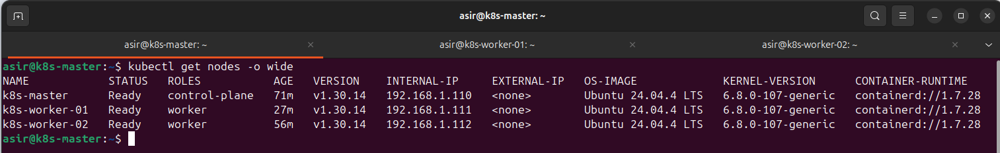 asir@k8s-master: ~
asir@k8s-master: ~ asir@k8s-worker-01: ~ asir@k8s-worker-02: ~
asir@k8s-master:~$ kubectl get nodes -o wide
NAME STATUS ROLES AGE VERSION INTERNAL-IP EXTERNAL-IP OS-IMAGE KERNEL-VERSION CONTAINER-RUNTIME
k8s-master Ready control-plane 71m v1.30.14 192.168.1.110 <none> Ubuntu 24.04.4 LTS 6.8.0-107-generic containerd://1.7.28
k8s-worker-01 Ready worker 27m v1.30.14 192.168.1.111 <none> Ubuntu 24.04.4 LTS 6.8.0-107-generic containerd://1.7.28
k8s-worker-02 Ready worker 56m v1.30.14 192.168.1.112 <none> Ubuntu 24.04.4 LTS 6.8.0-107-generic containerd://1.7.28
asir@k8s-master:~$